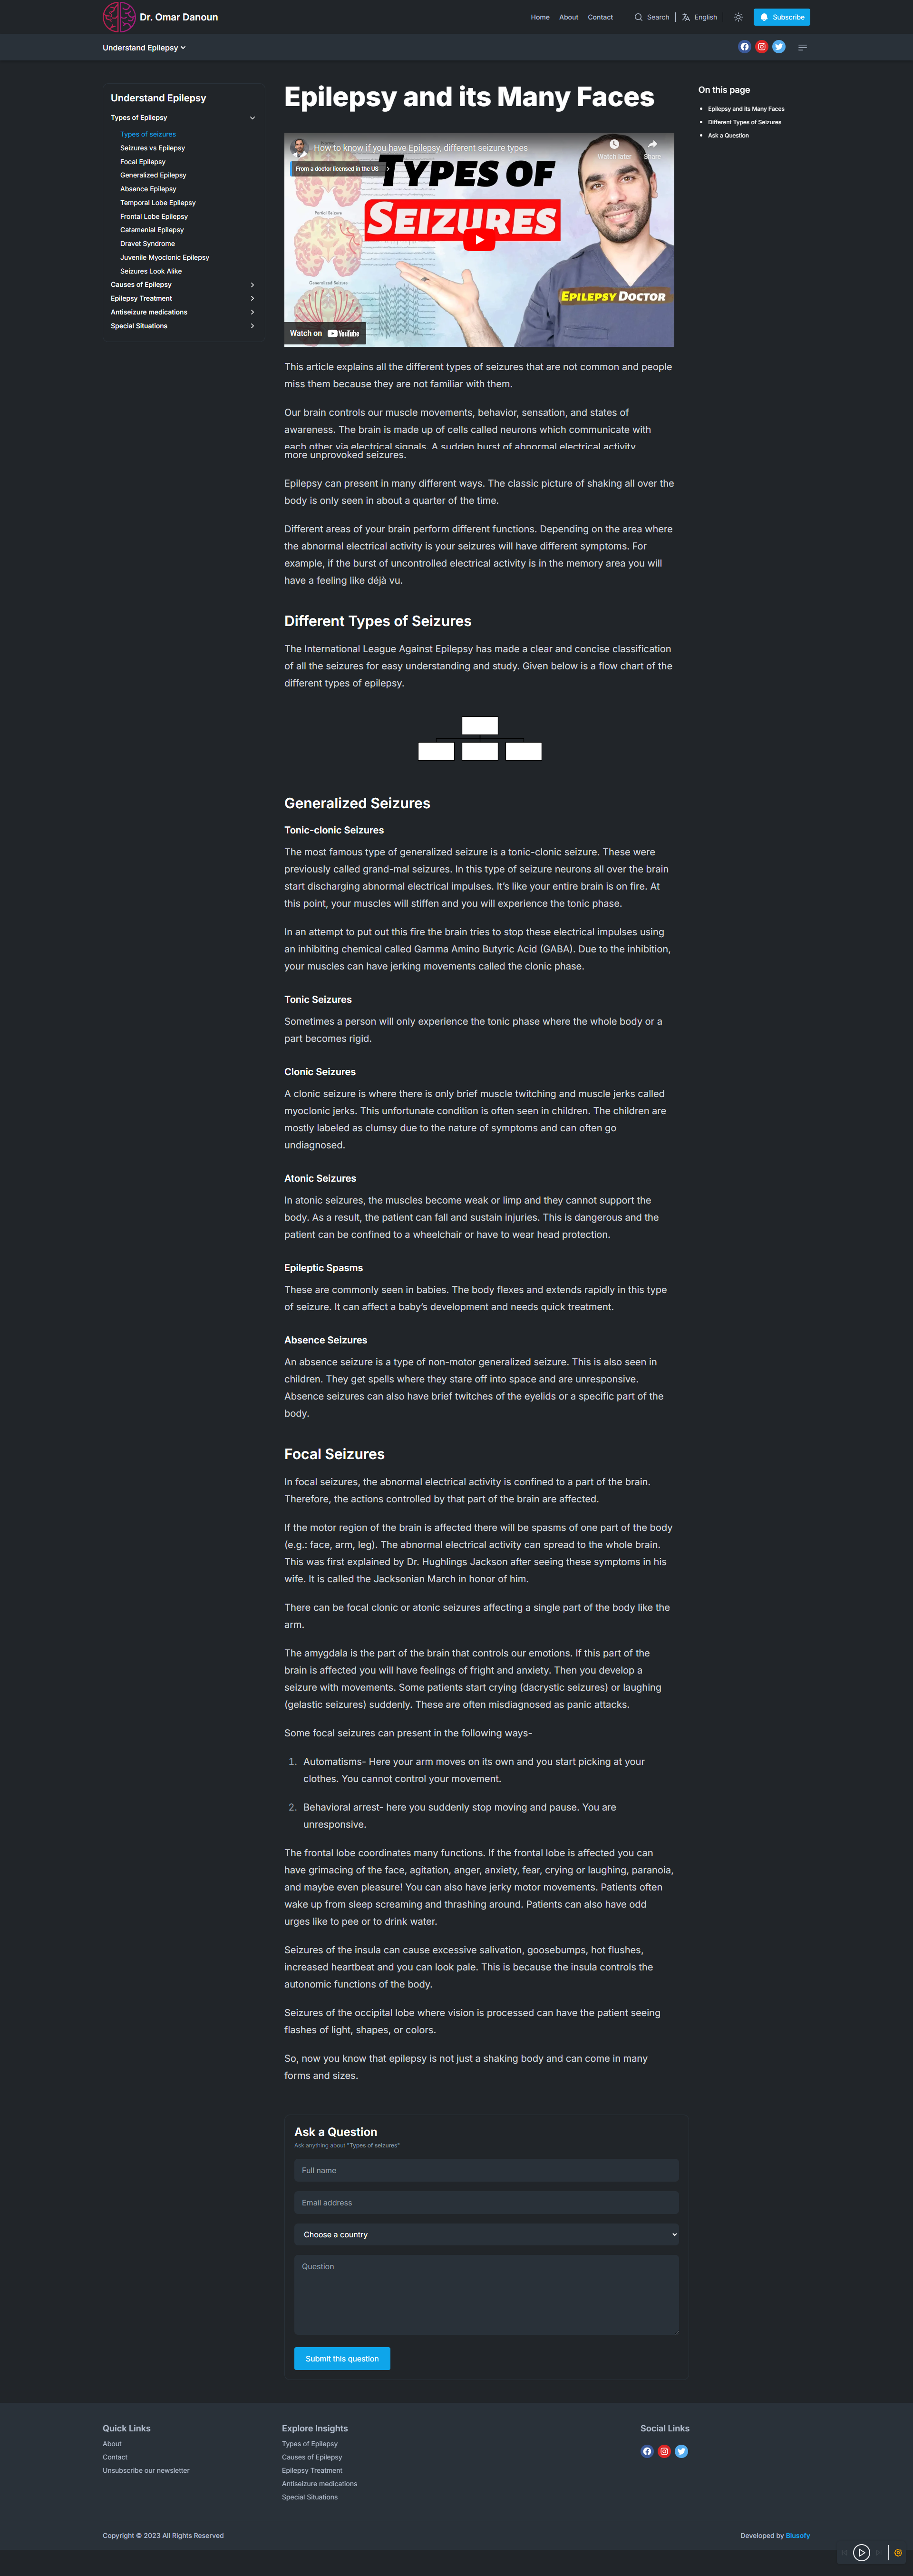 Dr. Omar Danoun
Home
About
Contact
Search
English
Subscribe
Understand Epilepsy
Understand Epilepsy
Types of Epilepsy
Types of seizures
Seizures vs Epilepsy
Focal Epilepsy
Generalized Epilepsy
Absence Epilepsy
Temporal Lobe Epilepsy
Frontal Lobe Epilepsy
Catamenial Epilepsy
Dravet Syndrome
Juvenile Myoclonic Epilepsy
Seizures Look Alike
Causes of Epilepsy
Epilepsy Treatment
Antiseizure medications
Special Situations
Epilepsy and its Many Faces
How to know if you have Epilepsy, different seizure types
Watch later
Share
From a doctor licensed in the US
TYPES OF
SEIZURES
Partial Seizure
Generalized Seizure
EPILEPSY DOCTOR
Watch on YouTube
This article explains all the different types of seizures that are not common and people
miss them because they are not familiar with them.
Our brain controls our muscle movements, behavior, sensation, and states of
awareness. The brain is made up of cells called neurons which communicate with
each other via electrical signals. A sudden burst of abnormal electrical activity
more unprovoked seizures.
Epilepsy can present in many different ways. The classic picture of shaking all over the
body is only seen in about a quarter of the time.
Different areas of your brain perform different functions. Depending on the area where
the abnormal electrical activity is your seizures will have different symptoms. For
example, if the burst of uncontrolled electrical activity is in the memory area you will
have a feeling like déjà vu.
Different Types of Seizures
The International League Against Epilepsy has made a clear and concise classification
of all the seizures for easy understanding and study. Given below is a flow chart of the
different types of epilepsy.
Generalized Seizures
Tonic-clonic Seizures
The most famous type of generalized seizure is a tonic-clonic seizure. These were
previously called grand-mal seizures. In this type of seizure neurons all over the brain
start discharging abnormal electrical impulses. It’s like your entire brain is on fire. At
this point, your muscles will stiffen and you will experience the tonic phase.
In an attempt to put out this fire the brain tries to stop these electrical impulses using
an inhibiting chemical called Gamma Amino Butyric Acid (GABA). Due to the inhibition,
your muscles can have jerking movements called the clonic phase.
Tonic Seizures
Sometimes a person will only experience the tonic phase where the whole body or a
part becomes rigid.
Clonic Seizures
A clonic seizure is where there is only brief muscle twitching and muscle jerks called
myoclonic jerks. This unfortunate condition is often seen in children. The children are
mostly labeled as clumsy due to the nature of symptoms and can often go
undiagnosed.
Atonic Seizures
In atonic seizures, the muscles become weak or limp and they cannot support the
body. As a result, the patient can fall and sustain injuries. This is dangerous and the
patient can be confined to a wheelchair or have to wear head protection.
Epileptic Spasms
These are commonly seen in babies. The body flexes and extends rapidly in this type
of seizure. It can affect a baby’s development and needs quick treatment.
Absence Seizures
An absence seizure is a type of non-motor generalized seizure. This is also seen in
children. They get spells where they stare off into space and are unresponsive.
Absence seizures can also have brief twitches of the eyelids or a specific part of the
body.
Focal Seizures
In focal seizures, the abnormal electrical activity is confined to a part of the brain.
Therefore, the actions controlled by that part of the brain are affected.
If the motor region of the brain is affected there will be spasms of one part of the body
(e.g.: face, arm, leg). The abnormal electrical activity can spread to the whole brain.
This was first explained by Dr. Hughlings Jackson after seeing these symptoms in his
wife. It is called the Jacksonian March in honor of him.
There can be focal clonic or atonic seizures affecting a single part of the body like the
arm.
The amygdala is the part of the brain that controls our emotions. If this part of the
brain is affected you will have feelings of fright and anxiety. Then you develop a
seizure with movements. Some patients start crying (dacrystic seizures) or laughing
(gelastic seizures) suddenly. These are often misdiagnosed as panic attacks.
Some focal seizures can present in the following ways-
1. Automatisms- Here your arm moves on its own and you start picking at your
clothes. You cannot control your movement.
2. Behavioral arrest- here you suddenly stop moving and pause. You are
unresponsive.
The frontal lobe coordinates many functions. If the frontal lobe is affected you can
have grimacing of the face, agitation, anger, anxiety, fear, crying or laughing, paranoia,
and maybe even pleasure! You can also have jerky motor movements. Patients often
wake up from sleep screaming and thrashing around. Patients can also have odd
urges like to pee or to drink water.
Seizures of the insula can cause excessive salivation, goosebumps, hot flushes,
increased heartbeat and you can look pale. This is because the insula controls the
autonomic functions of the body.
Seizures of the occipital lobe where vision is processed can have the patient seeing
flashes of light, shapes, or colors.
So, now you know that epilepsy is not just a shaking body and can come in many
forms and sizes.
On this page
Epilepsy and Its Many Faces
Different Types of Seizures
Ask a Question
Ask a Question
Ask anything about "Types of seizures"
Full name
Email address
Choose a country
Question
Submit this question
Quick Links
About
Contact
Unsubscribe our newsletter
Explore Insights
Types of Epilepsy
Causes of Epilepsy
Epilepsy Treatment
Antiseizure medications
Special Situations
Social Links
Copyright © 2023 All Rights Reserved
Developed by Blusofy